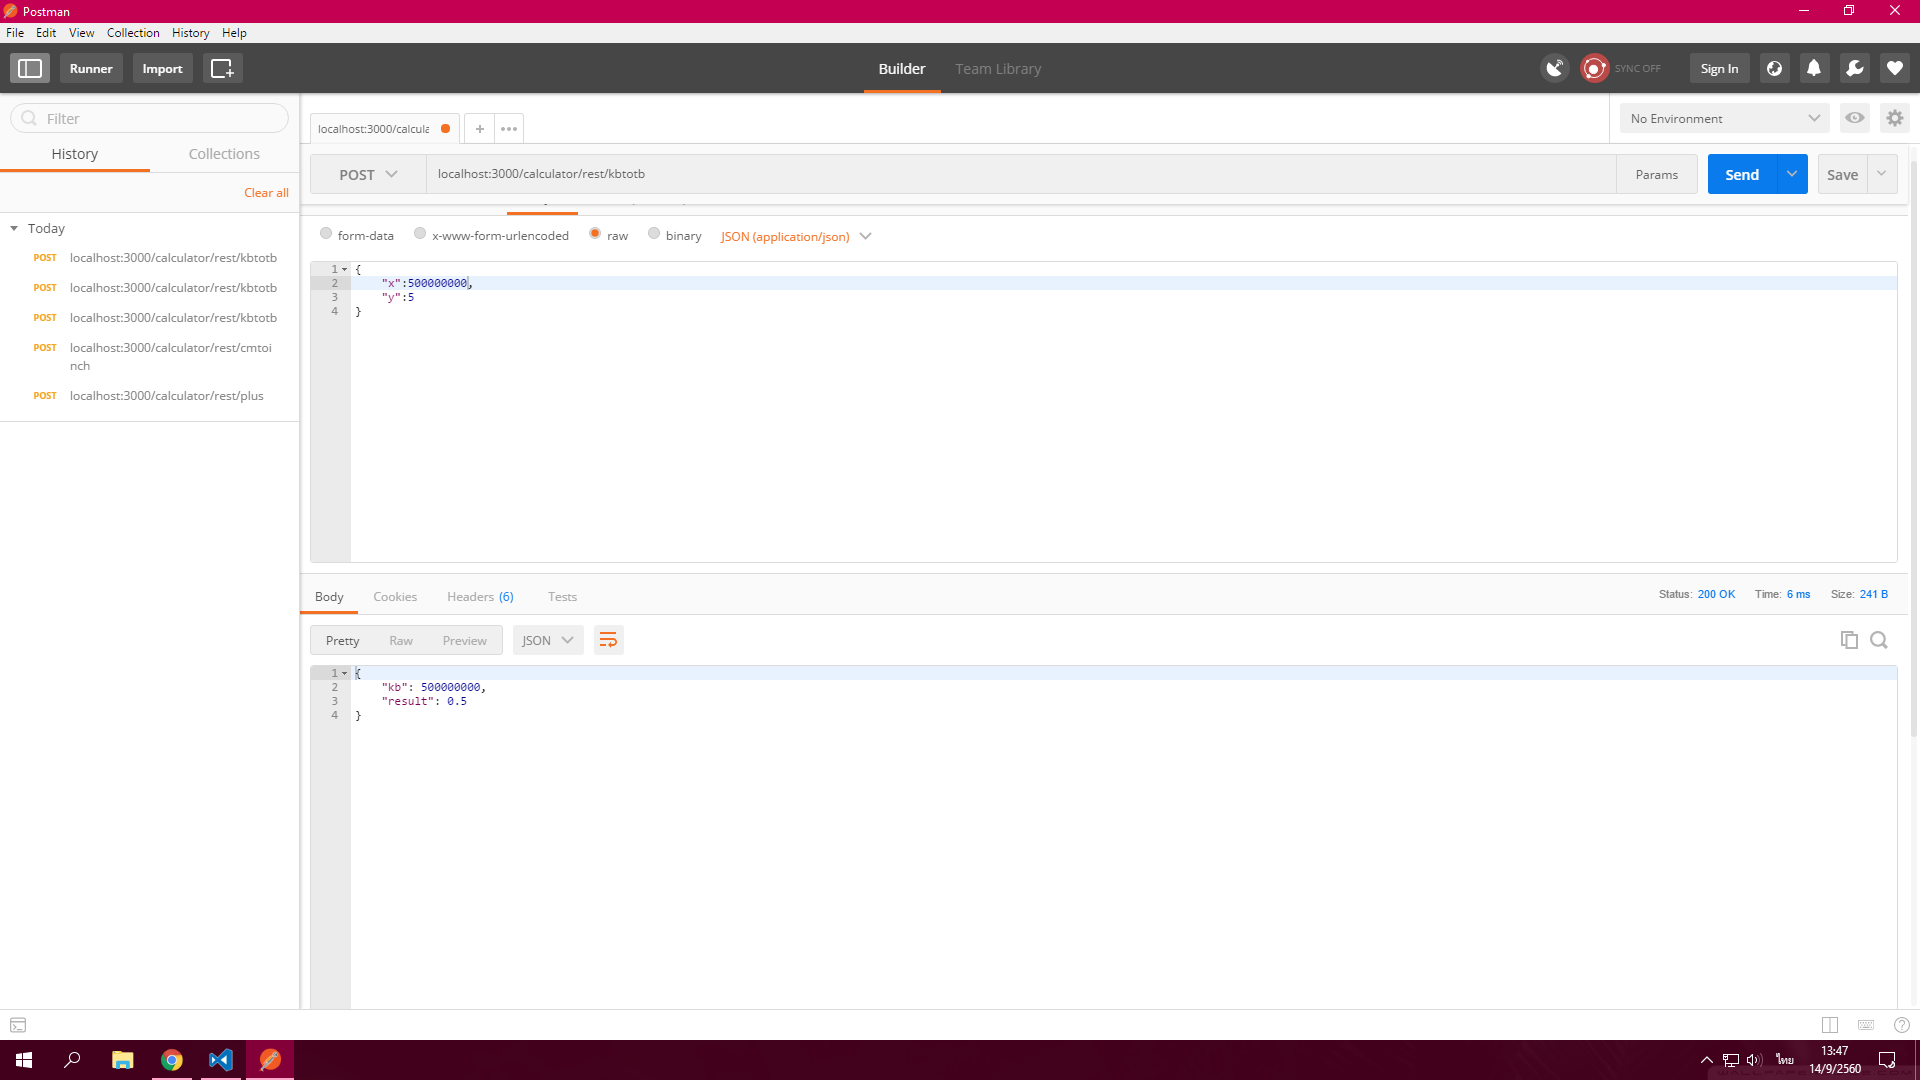 Postman
File Edit View Collection History Help
Runner Import Builder Team Library SYNC OFF Sign In
Filter
History Collections
Clear all
Today
POST localhost:3000/calculator/rest/kbtotb
POST localhost:3000/calculator/rest/kbtotb
POST localhost:3000/calculator/rest/kbtotb
POST localhost:3000/calculator/rest/cmtoi
nch
POST localhost:3000/calculator/rest/plus
localhost:3000/calcula
No Environment
POST localhost:3000/calculator/rest/kbtotb Params Send Save
form-data x-www-form-urlencoded raw binary JSON (application/json)
1 {
2 "x":500000000,
3 "y":5
4 }
Body Cookies Headers (6) Tests Status: 200 OK Time: 6 ms Size: 241 B
Pretty Raw Preview JSON
1 {
2 "kb": 500000000,
3 "result": 0.5
4 }
ไทย
13:47
14/9/2560